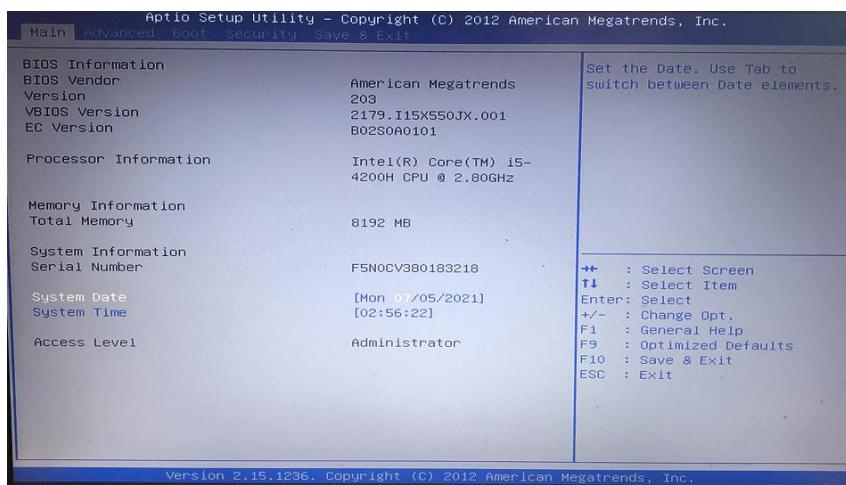 Aptio Setup Utility – Copyright (C) 2012 American Megatrends, Inc.
Main Advanced Boot Security Save & Exit
BIOS Information
BIOS Vendor American Megatrends
Version 203
VBIOS Version 2179.I15X550JX.001
EC Version B02S0A0101
Processor Information Intel(R) Core(TM) i5-
4200H CPU @ 2.80GHz
Memory Information
Total Memory 8192 MB
System Information
Serial Number F5N0CV380183218
System Date [Mon 07/05/2021]
System Time [02:56:22]
Access Level Administrator
Set the Date. Use Tab to
switch between Date elements.
→← : Select Screen
↑↓ : Select Item
Enter: Select
+/- : Change Opt.
F1 : General Help
F9 : Optimized Defaults
F10 : Save & Exit
ESC : Exit
Version 2.15.1236. Copyright (C) 2012 American Megatrends, Inc.